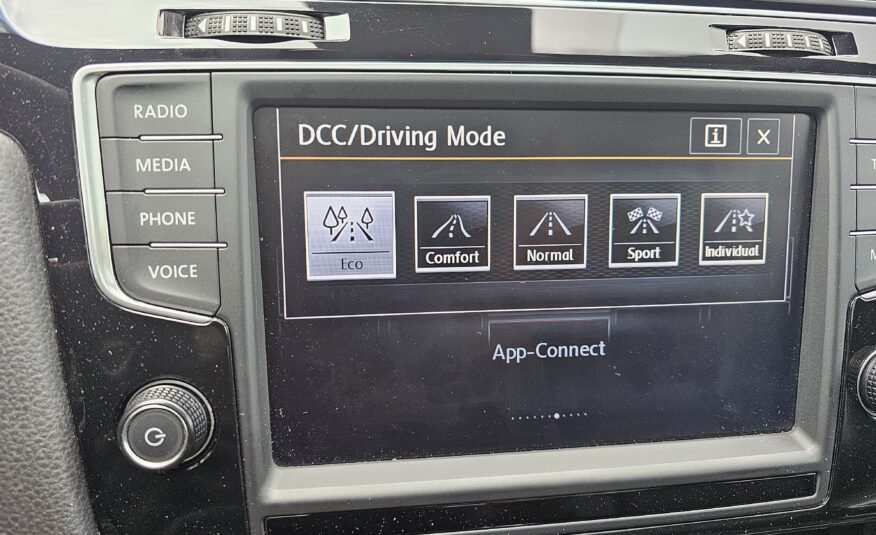 RADIO
MEDIA
PHONE
VOICE
DCC/Driving Mode
i X
Eco Comfort Normal Sport Individual
App-Connect